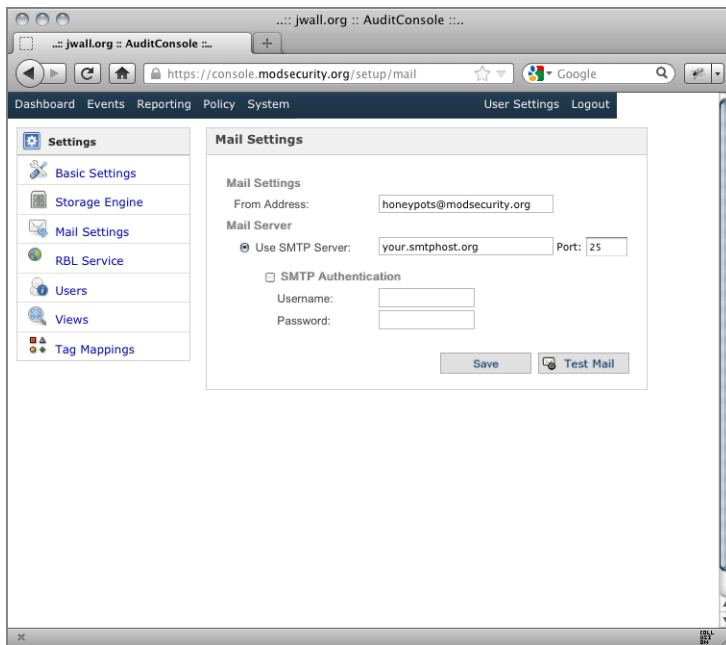 ..:: jwall.org :: AuditConsole ::..
..:: jwall.org :: AuditConsole ::..
https://console.modsecurity.org/setup/mail
Google
Dashboard Events Reporting Policy System User Settings Logout
Settings
Basic Settings
Storage Engine
Mail Settings
RBL Service
Users
Views
Tag Mappings
Mail Settings
Mail Settings
From Address: honeypots@modsecurity.org
Mail Server
Use SMTP Server: your.smtphost.org Port: 25
SMTP Authentication
Username:
Password:
Save Test Mail
COLL
USI
ON